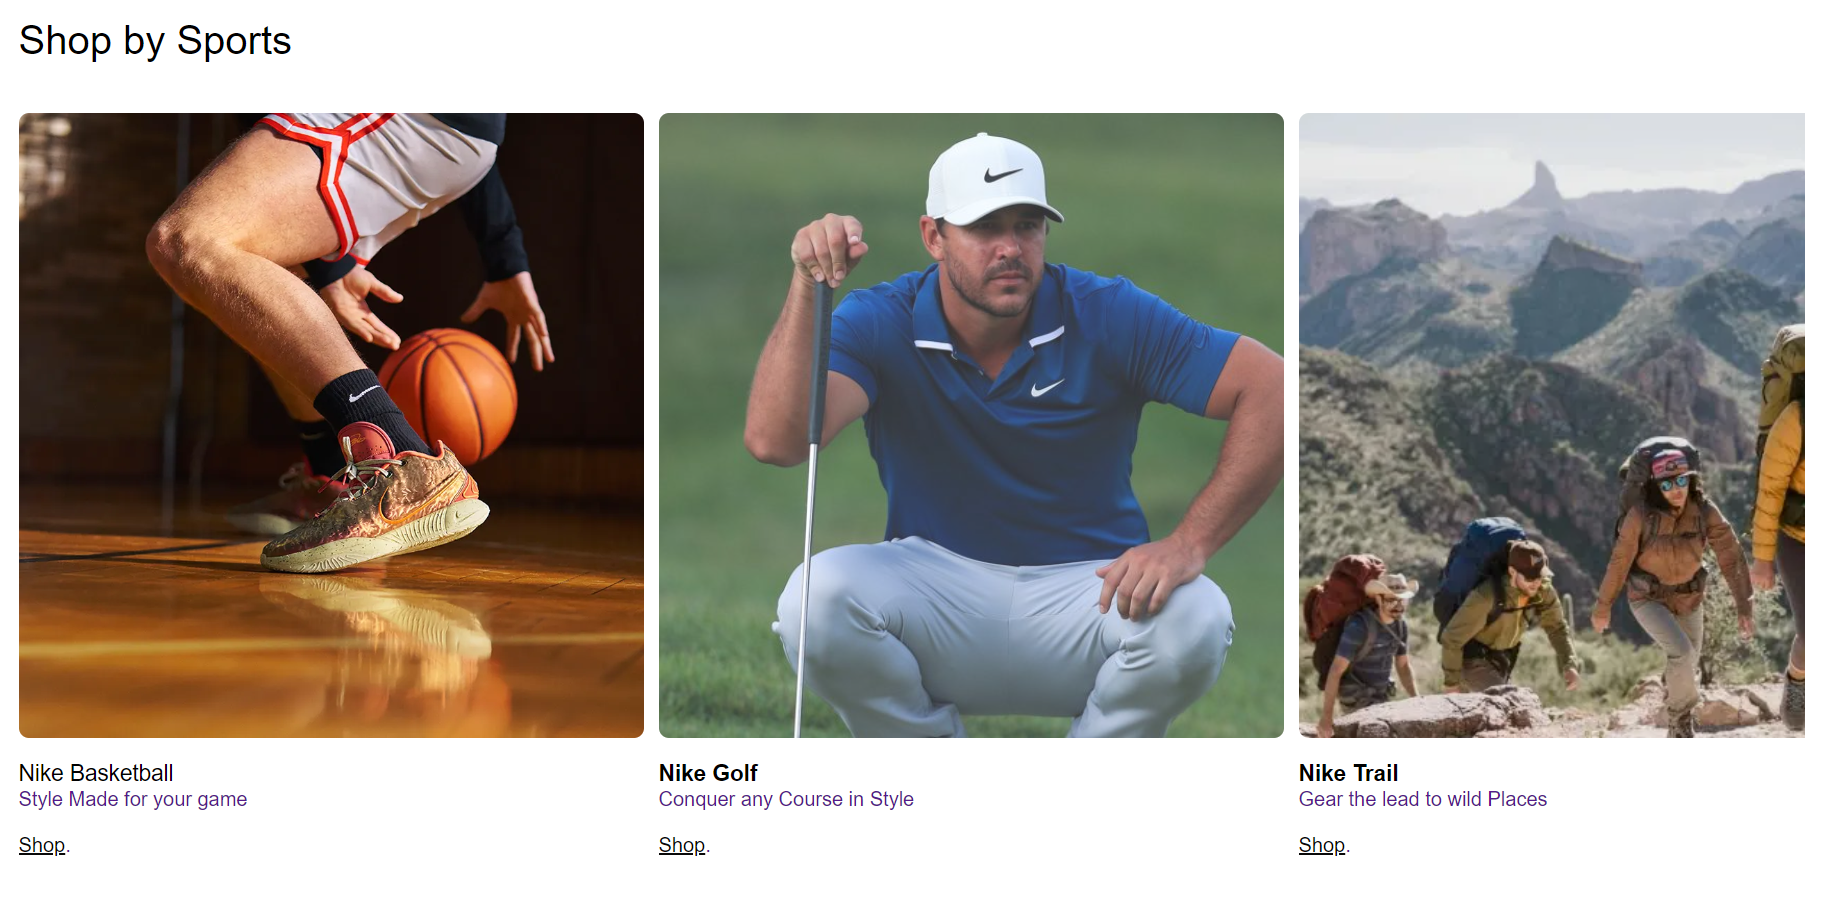 Shop by Sports
Nike Basketball
Style Made for your game
Shop.
Nike Golf
Conquer any Course in Style
Shop.
Nike Trail
Gear the lead to wild Places
Shop.